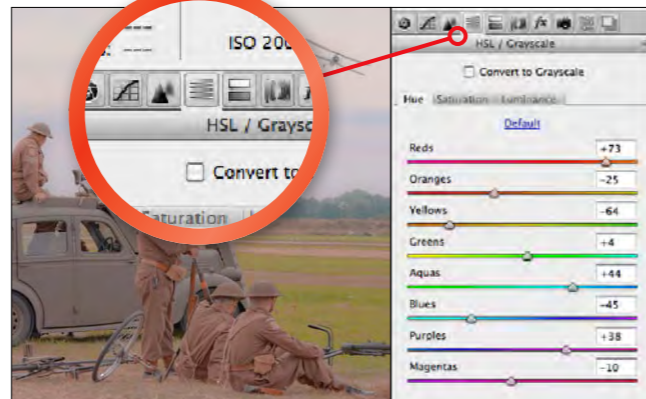 ISO 200
HSL / Graysc
Convert to
Saturation
HSL / Grayscale
Convert to Grayscale
Hue Saturation Luminance
Default
Reds +73
Oranges -25
Yellows -64
Greens +4
Aquas +44
Blues -45
Purples +38
Magentas -10